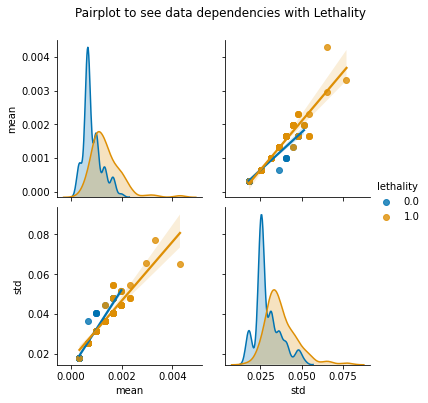 Pairplot to see data dependencies with Lethality
0.004
0.003
0.002
0.001
0.000
mean
lethality
0.0
1.0
0.08
0.06
0.04
0.02
std
0.000 0.002 0.004
mean
0.025 0.050 0.075
std